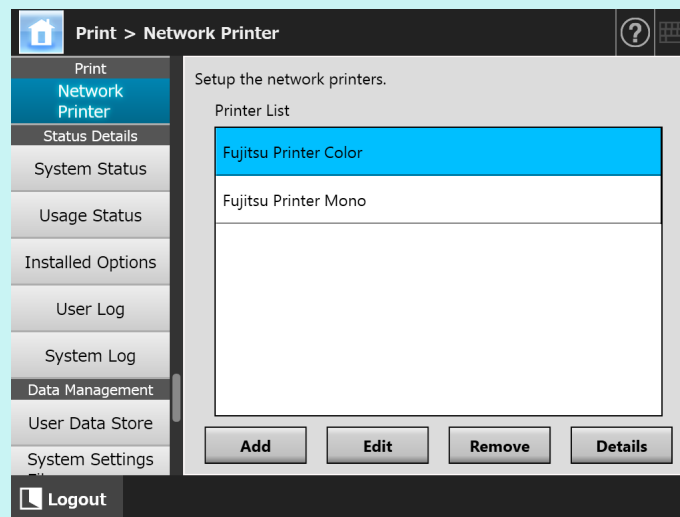 Print > Network Printer
?
Print
Network
Printer
Status Details
System Status
Usage Status
Installed Options
User Log
System Log
Data Management
User Data Store
System Settings
Setup the network printers.
Printer List
Fujitsu Printer Color
Fujitsu Printer Mono
Add
Edit
Remove
Details
Logout